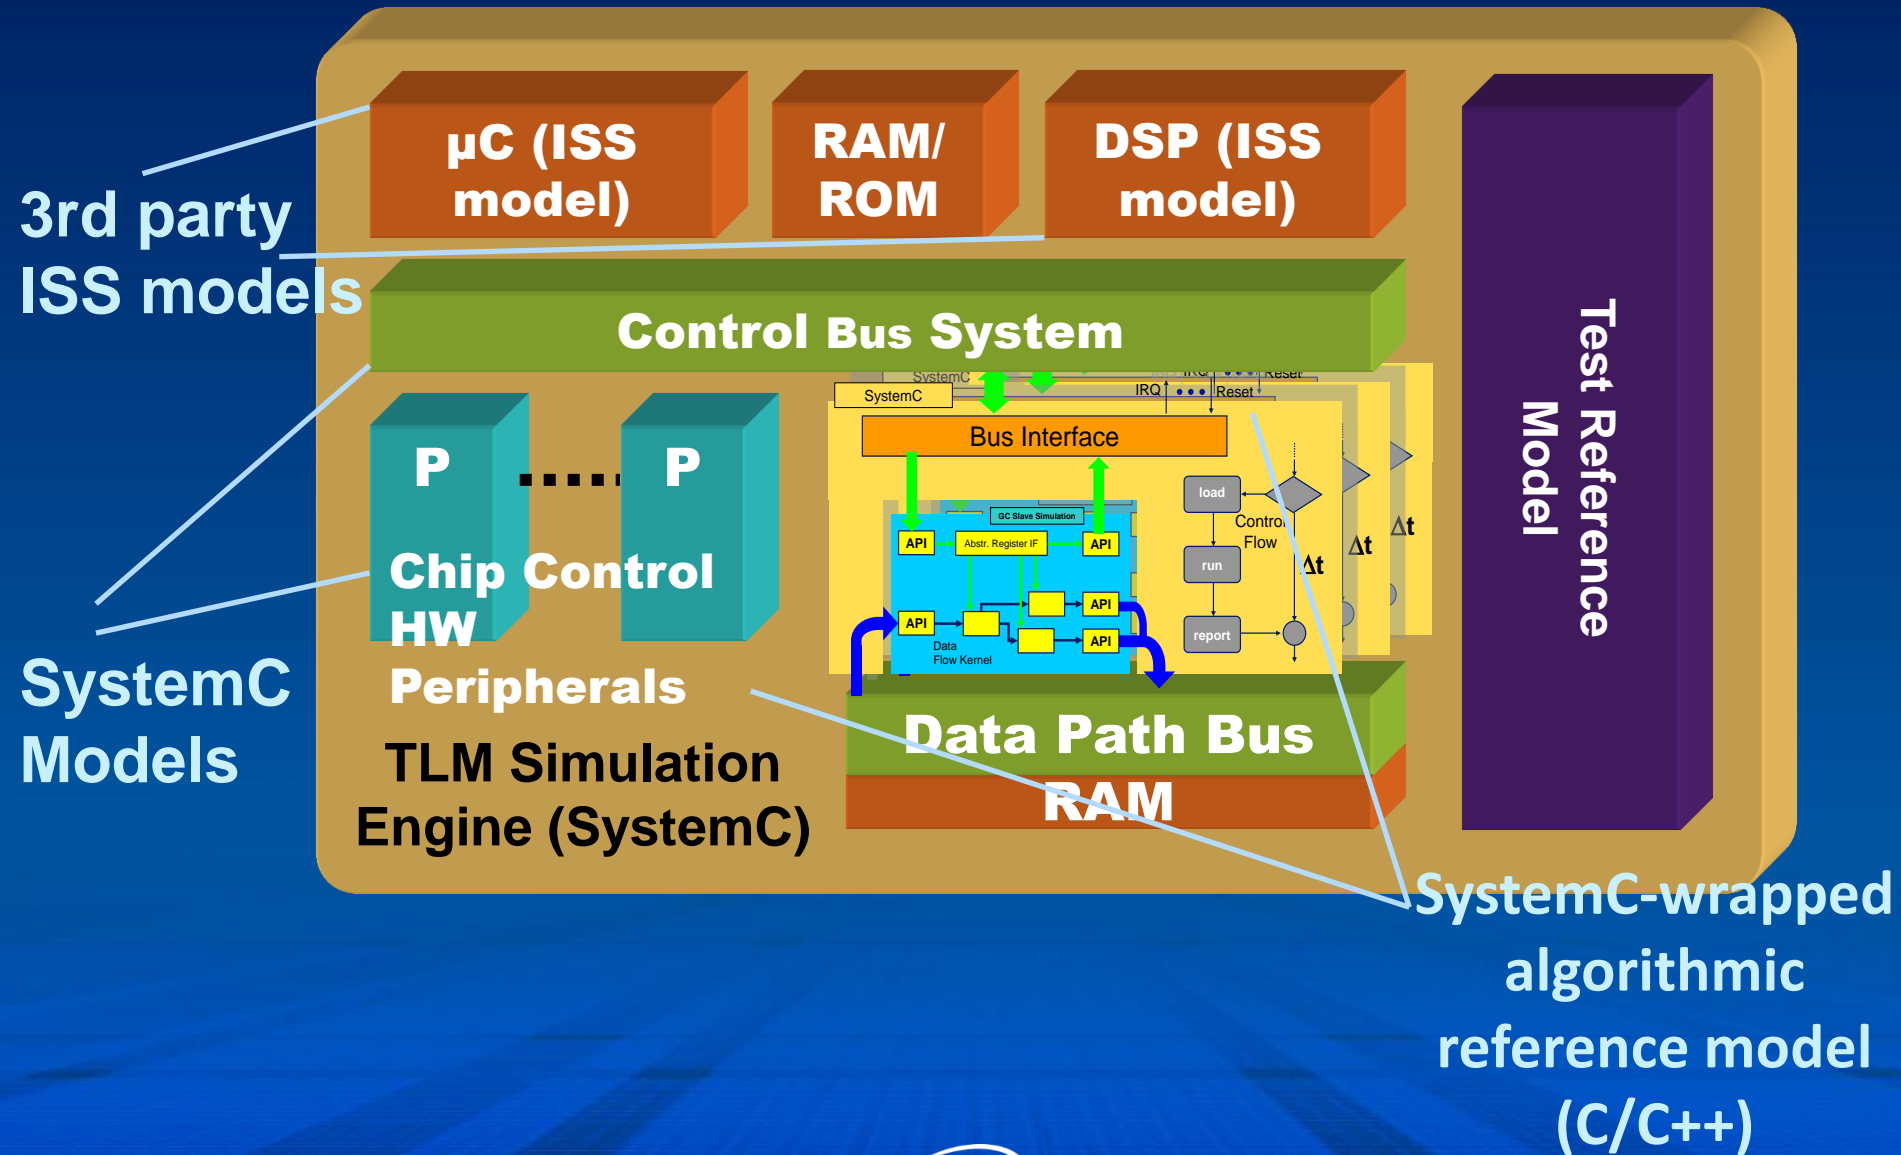 µC (ISS
model)
RAM/
ROM
DSP (ISS
model)
3rd party
ISS models
Control Bus System
SystemC
IRQ
Reset
SystemC
IRQ
Reset
Bus Interface
P
.....
P
GC Slave Simulation
API
Abstr. Register IF
API
API
API
API
Data
Flow Kernel
load
Control
Flow
run
report
Δt
Δt
Δt
Chip Control
HW
Peripherals
Test Reference
Model
SystemC
Models
TLM Simulation
Engine (SystemC)
Data Path Bus
RAM
SystemC-wrapped
algorithmic
reference model
(C/C++)